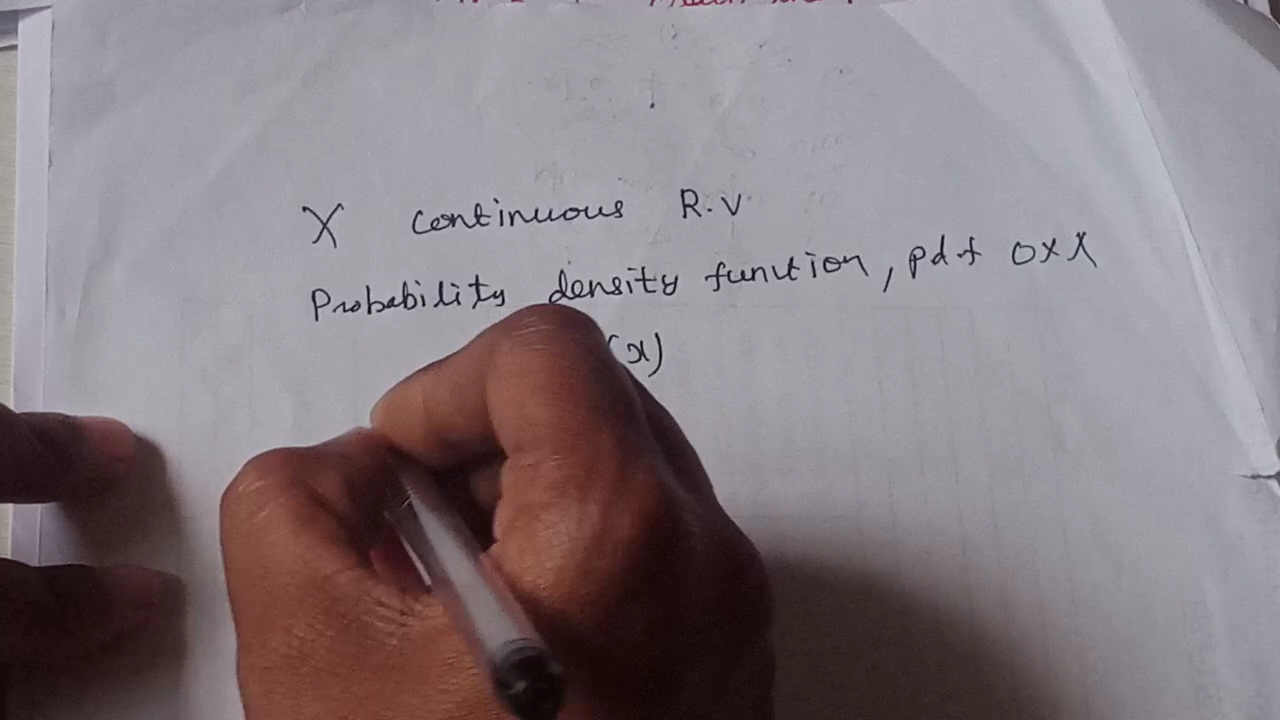 X continuous R.V
Probability density function, pdf of X
(x)